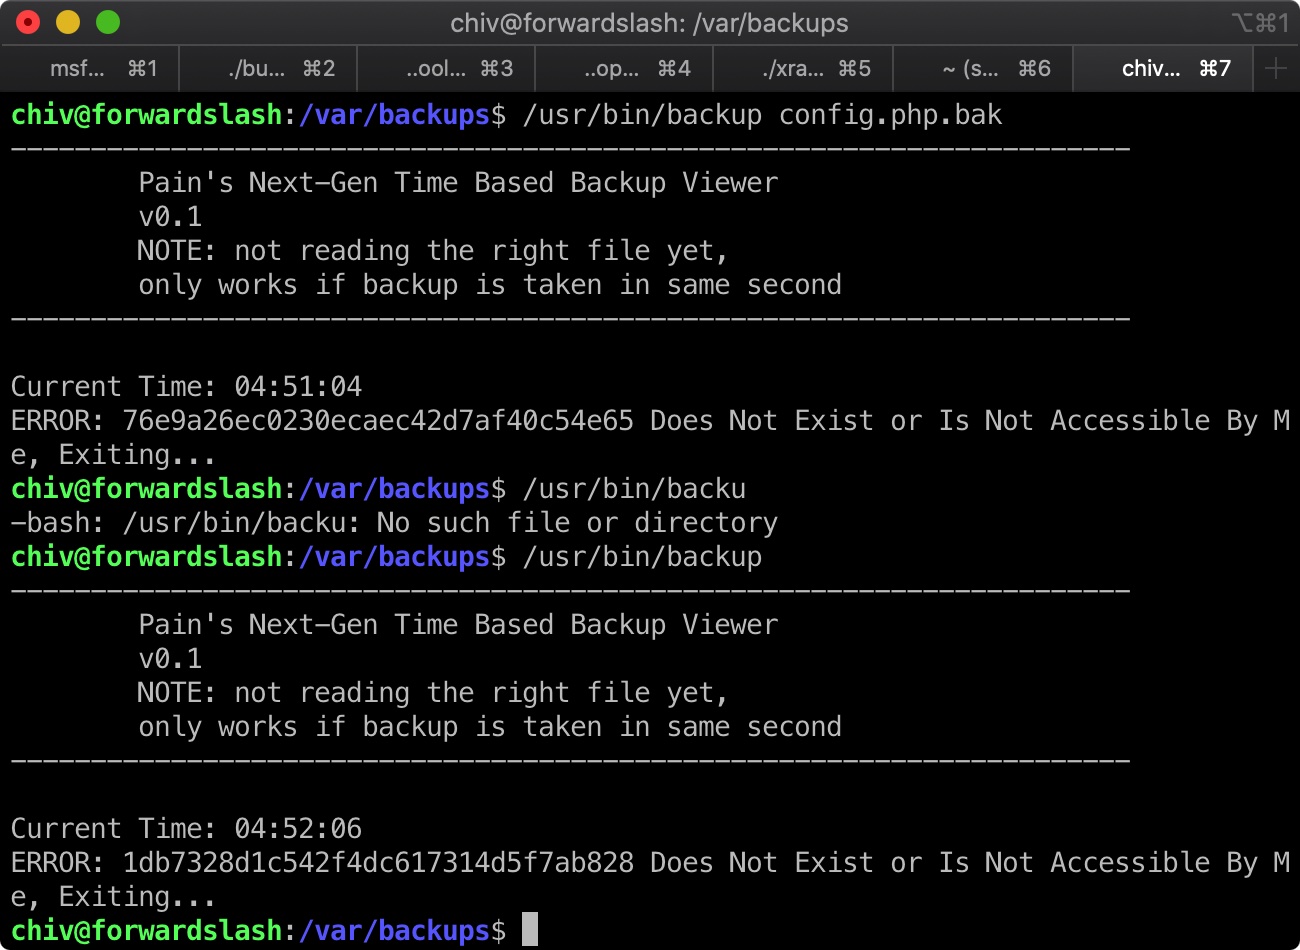 chiv@forwardslash: /var/backups
⌥⌘1
msf... ⌘1
./bu... ⌘2
..ool... ⌘3
..op... ⌘4
./xra... ⌘5
~ (s... ⌘6
chiv... ⌘7
+
chiv@forwardslash:/var/backups$ /usr/bin/backup config.php.bak
----------------------------------------------------------------------
Pain's Next-Gen Time Based Backup Viewer
v0.1
NOTE: not reading the right file yet,
only works if backup is taken in same second
----------------------------------------------------------------------
Current Time: 04:51:04
ERROR: 76e9a26ec0230ecaec42d7af40c54e65 Does Not Exist or Is Not Accessible By M
e, Exiting...
chiv@forwardslash:/var/backups$ /usr/bin/backu
-bash: /usr/bin/backu: No such file or directory
chiv@forwardslash:/var/backups$ /usr/bin/backup
----------------------------------------------------------------------
Pain's Next-Gen Time Based Backup Viewer
v0.1
NOTE: not reading the right file yet,
only works if backup is taken in same second
----------------------------------------------------------------------
Current Time: 04:52:06
ERROR: 1db7328d1c542f4dc617314d5f7ab828 Does Not Exist or Is Not Accessible By M
e, Exiting...
chiv@forwardslash:/var/backups$